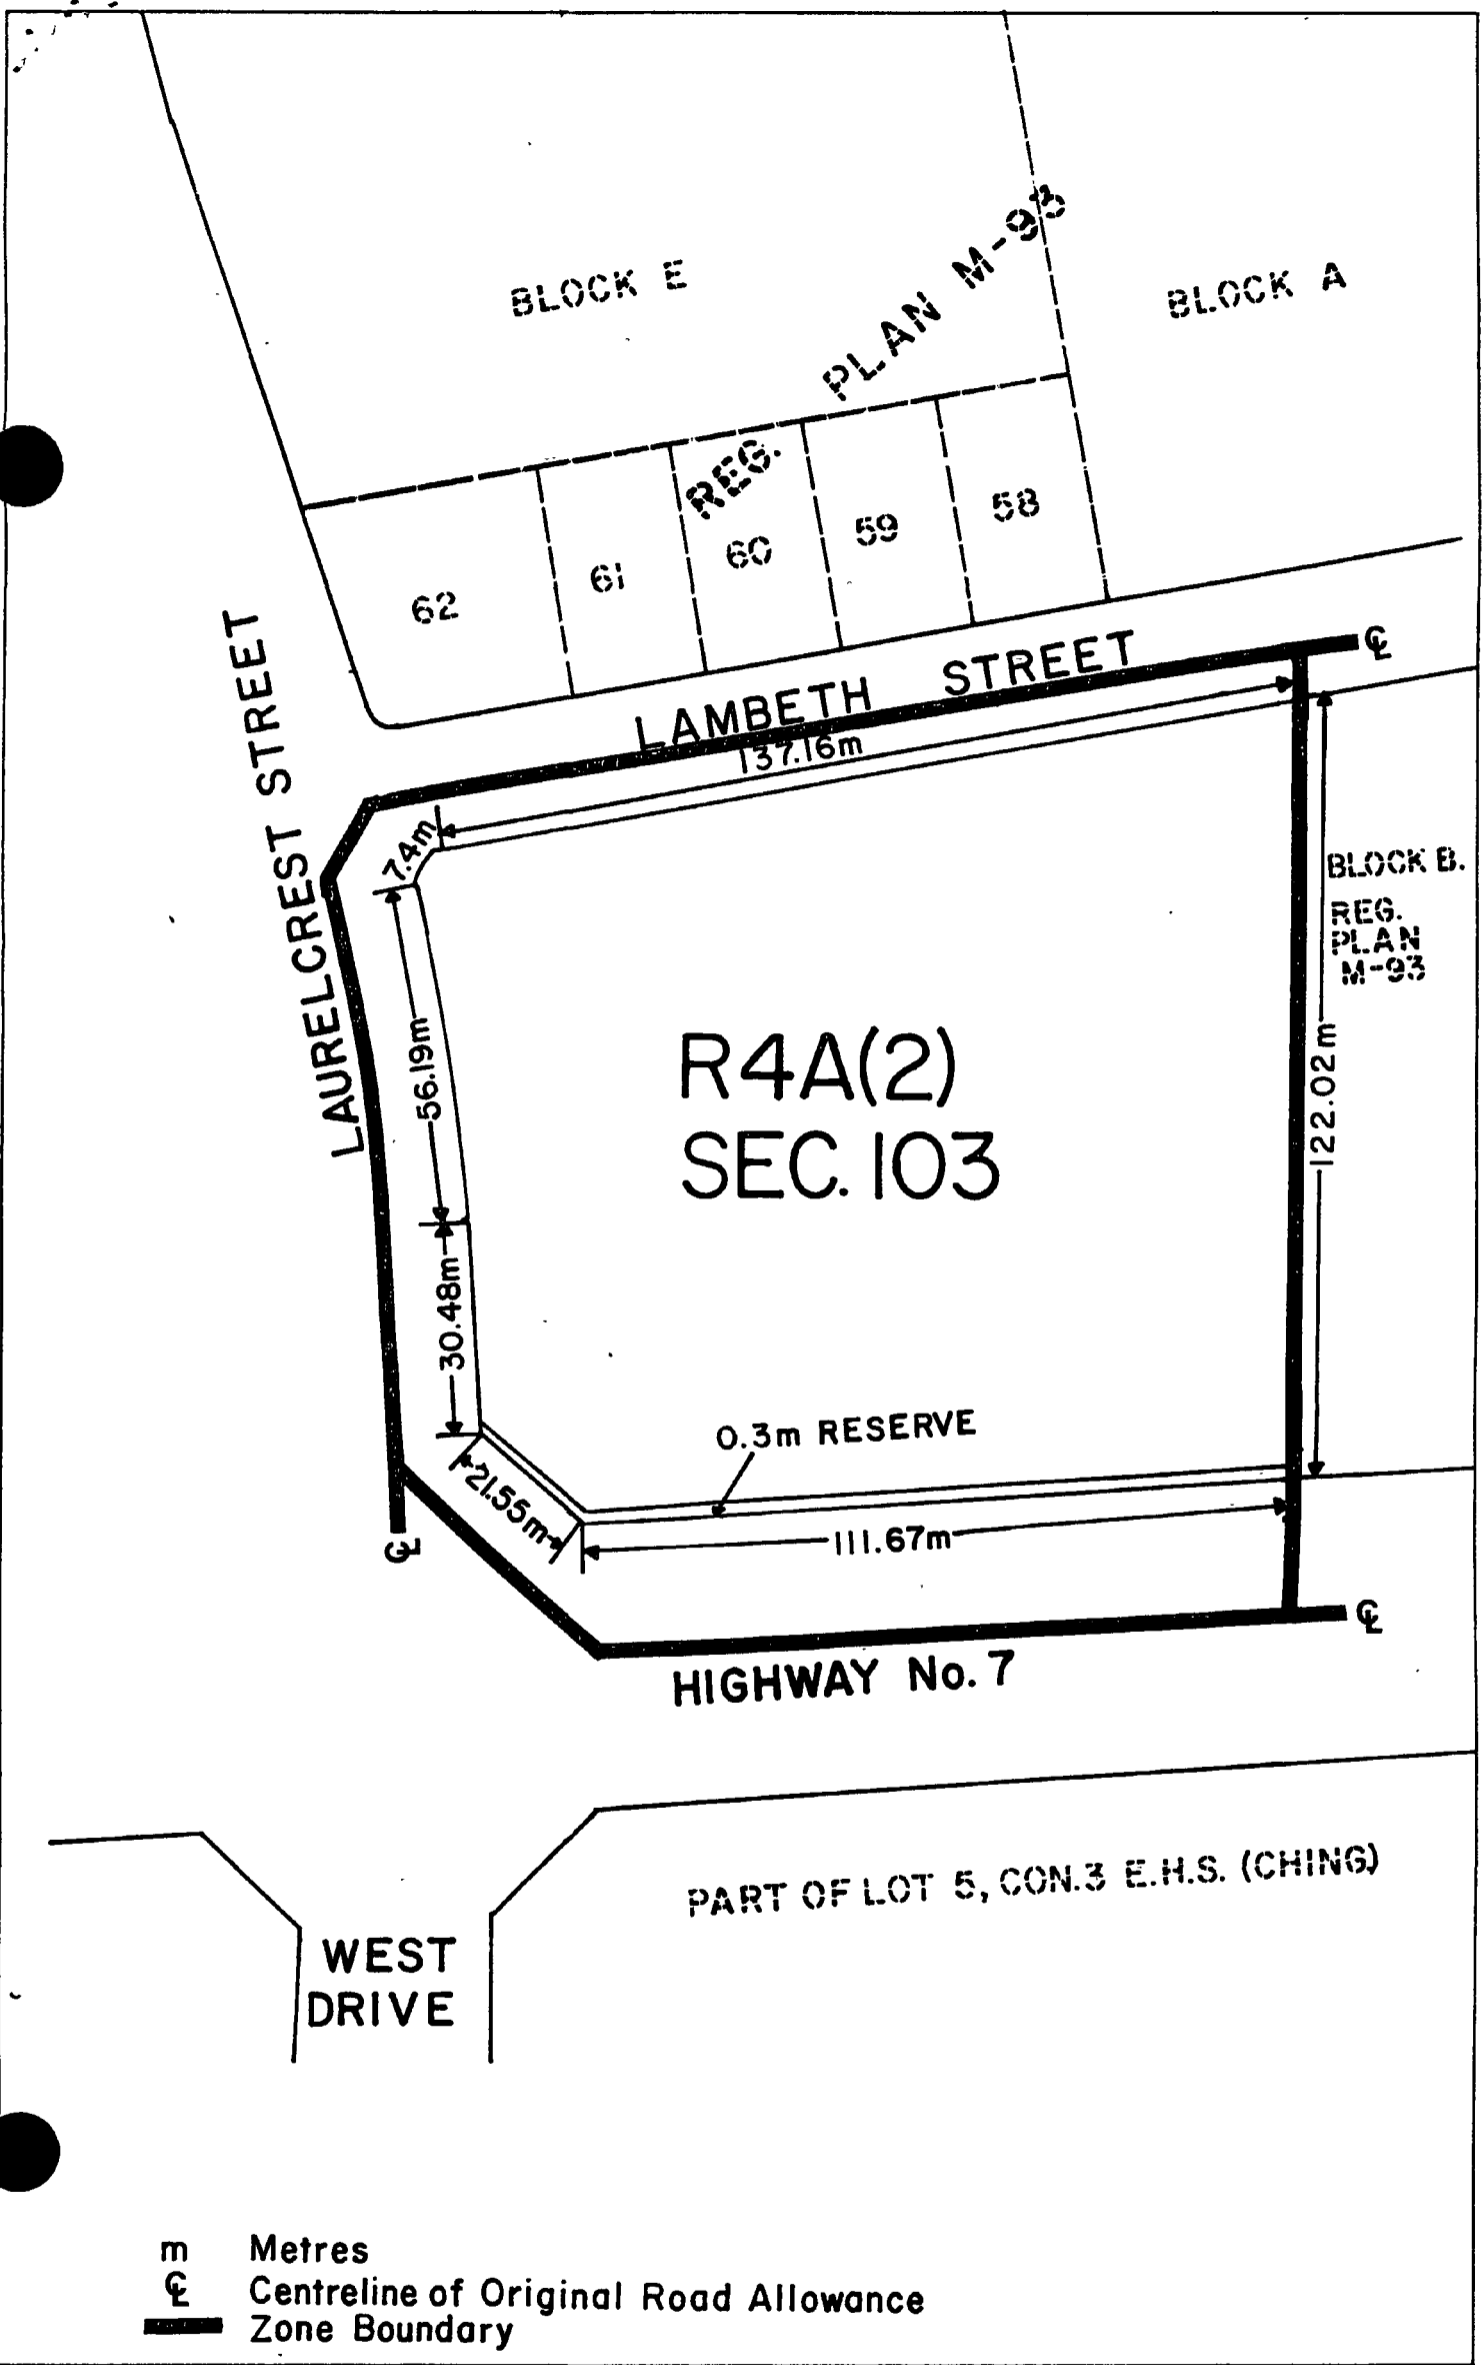 BLOCK E
REG. PLAN M-93
BLOCK A
62
61
60
59
58
LAURELCREST STREET
LAMBETH STREET
℄
137.16m
7.4m
BLOCK B.
REG.
PLAN
M-93
56.19m
122.02m
R4A(2)
SEC. 103
30.48m
0.3m RESERVE
21.55m
111.67m
℄
℄
HIGHWAY No. 7
PART OF LOT 5, CON.3 E.H.S. (CHING)
WEST
DRIVE
m Metres
℄ Centreline of Original Road Allowance
Zone Boundary